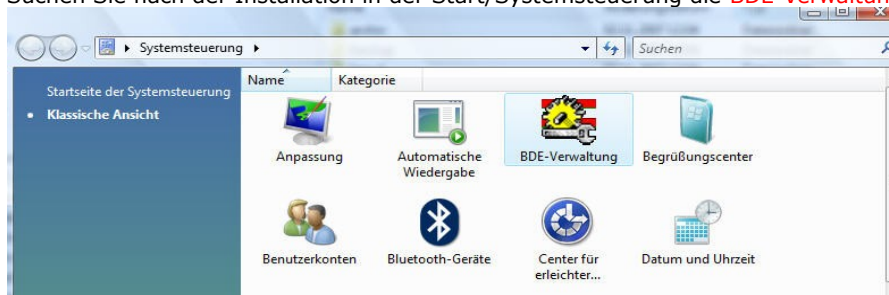 Suchen Sie nach der Installation in der Start/Systemsteuerung die BDE-Verwaltun
Systemsteuerung
Suchen
Startseite der Systemsteuerung
Klassische Ansicht
Name Kategorie
Anpassung
Automatische
Wiedergabe
BDE-Verwaltung
Begrüßungscenter
Benutzerkonten
Bluetooth-Geräte
Center für
erleichter...
Datum und Uhrzeit